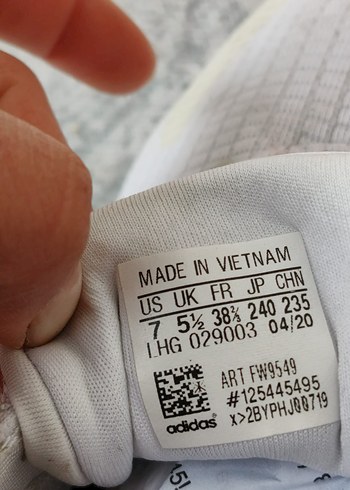 MADE IN VIETNAM
US UK FR JP CHN
7 5½ 38⅔ 240 235
LHG 029003 04/20
ART FW9549
#125445495
x>2BYPHJ00719
adidas